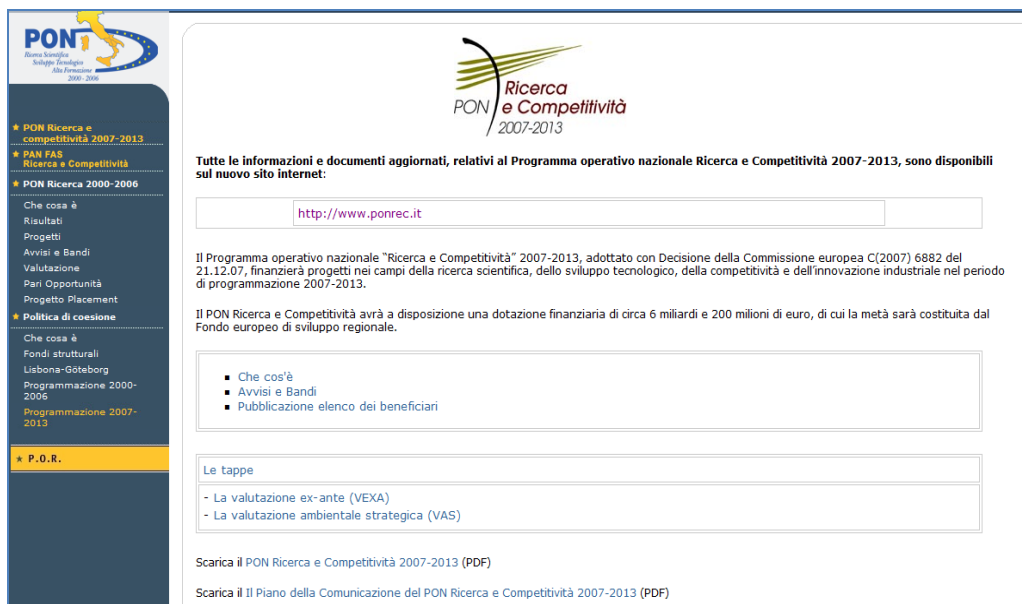 PON
Ricerca Scientifica
Sviluppo Tecnologico
Alta Formazione
2000 - 2006
PON Ricerca e
competitività 2007-2013
PAN FAS
Ricerca e Competitività
PON Ricerca 2000-2006
Che cosa è
Risultati
Progetti
Avvisi e Bandi
Valutazione
Pari Opportunità
Progetto Placement
Politica di coesione
Che cosa è
Fondi strutturali
Lisbona-Göteborg
Programmazione 2000-
2006
Programmazione 2007-
2013
P.O.R.
PON Ricerca
e Competitività
2007-2013
Tutte le informazioni e documenti aggiornati, relativi al Programma operativo nazionale Ricerca e Competitività 2007-2013, sono disponibili
sul nuovo sito internet:
http://www.ponrec.it
Il Programma operativo nazionale “Ricerca e Competitività” 2007-2013, adottato con Decisione della Commissione europea C(2007) 6882 del
21.12.07, finanzierà progetti nei campi della ricerca scientifica, dello sviluppo tecnologico, della competitività e dell’innovazione industriale nel periodo
di programmazione 2007-2013.
Il PON Ricerca e Competitività avrà a disposizione una dotazione finanziaria di circa 6 miliardi e 200 milioni di euro, di cui la metà sarà costituita dal
Fondo europeo di sviluppo regionale.
Che cos'è
Avvisi e Bandi
Pubblicazione elenco dei beneficiari
Le tappe
- La valutazione ex-ante (VEXA)
- La valutazione ambientale strategica (VAS)
Scarica il PON Ricerca e Competitività 2007-2013 (PDF)
Scarica il Il Piano della Comunicazione del PON Ricerca e Competitività 2007-2013 (PDF)